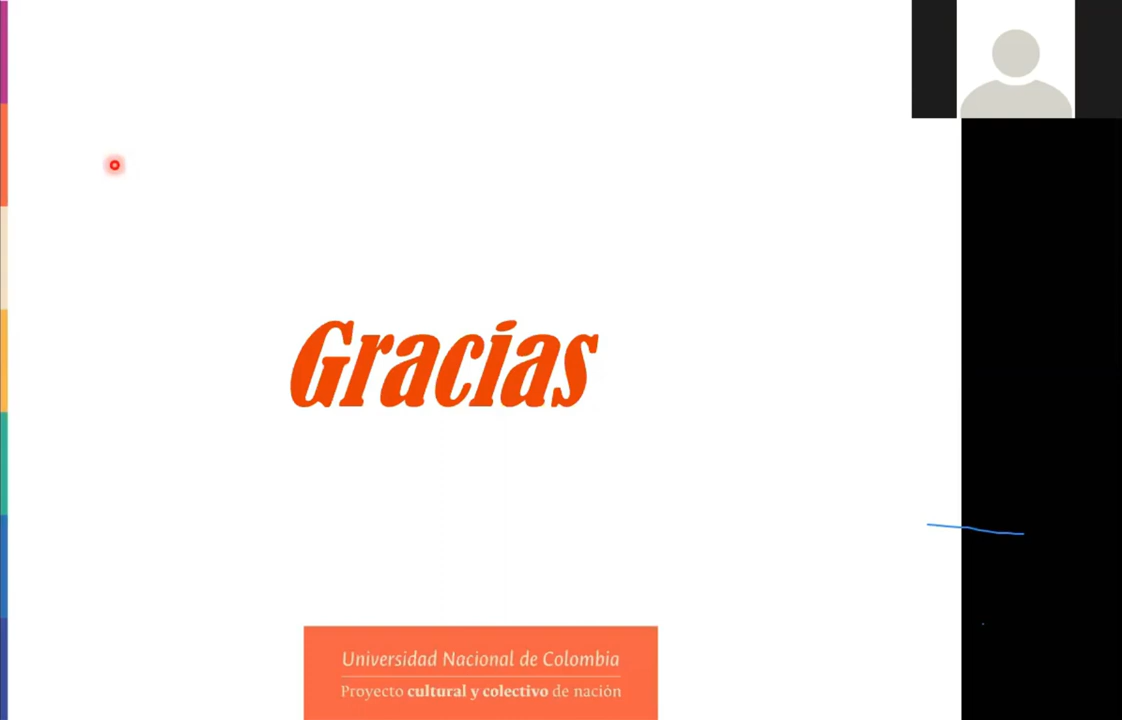 Gracias
Universidad Nacional de Colombia
Proyecto cultural y colectivo de nación